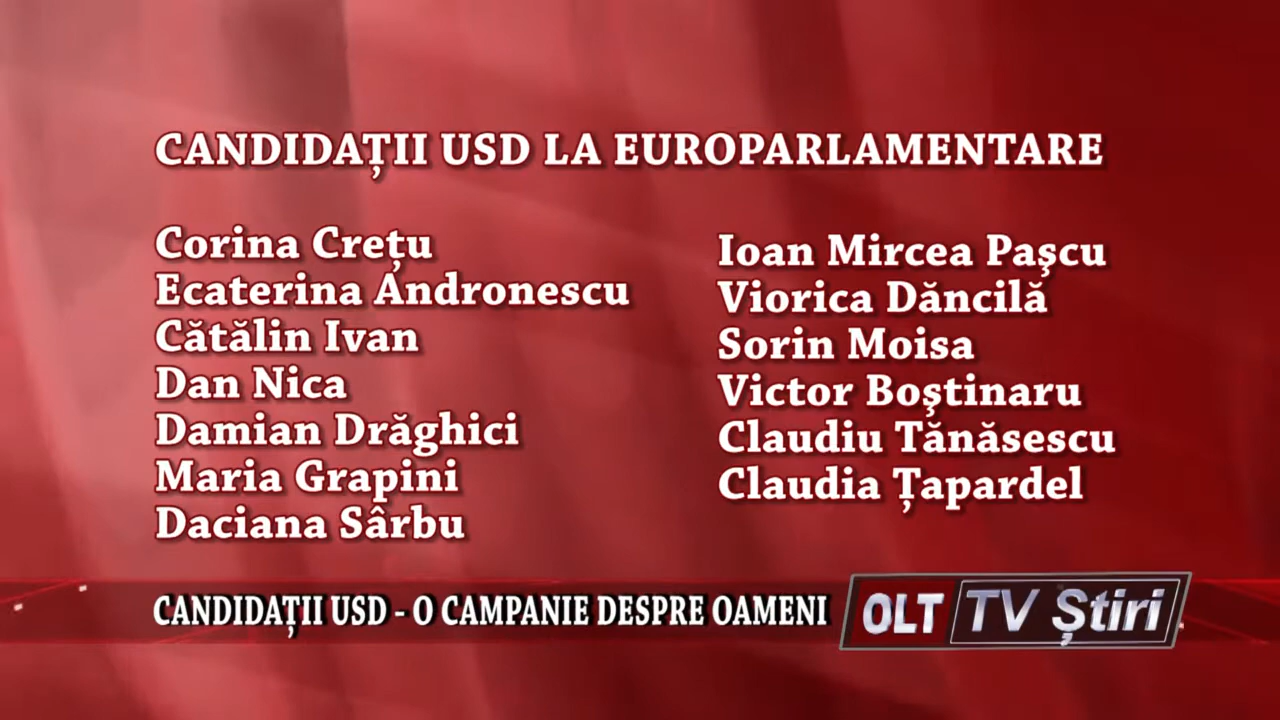 CANDIDAȚII USD LA EUROPARLAMENTARE
Corina Crețu
Ecaterina Andronescu
Cătălin Ivan
Dan Nica
Damian Drăghici
Maria Grapini
Daciana Sârbu
Ioan Mircea Paşcu
Viorica Dăncilă
Sorin Moisa
Victor Boştinaru
Claudiu Tănăsescu
Claudia Țapardel
CANDIDAȚII USD - O CAMPANIE DESPRE OAMENI
OLT TV Ştiri